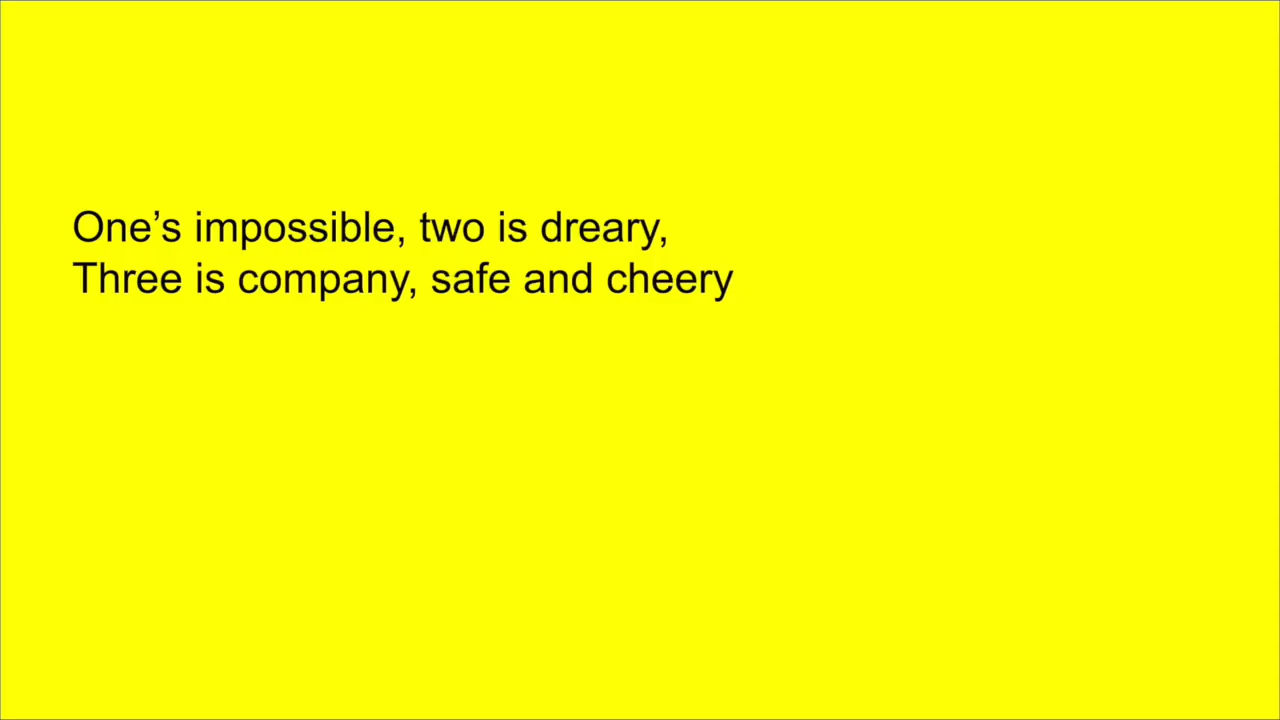 One’s impossible, two is dreary,
Three is company, safe and cheery